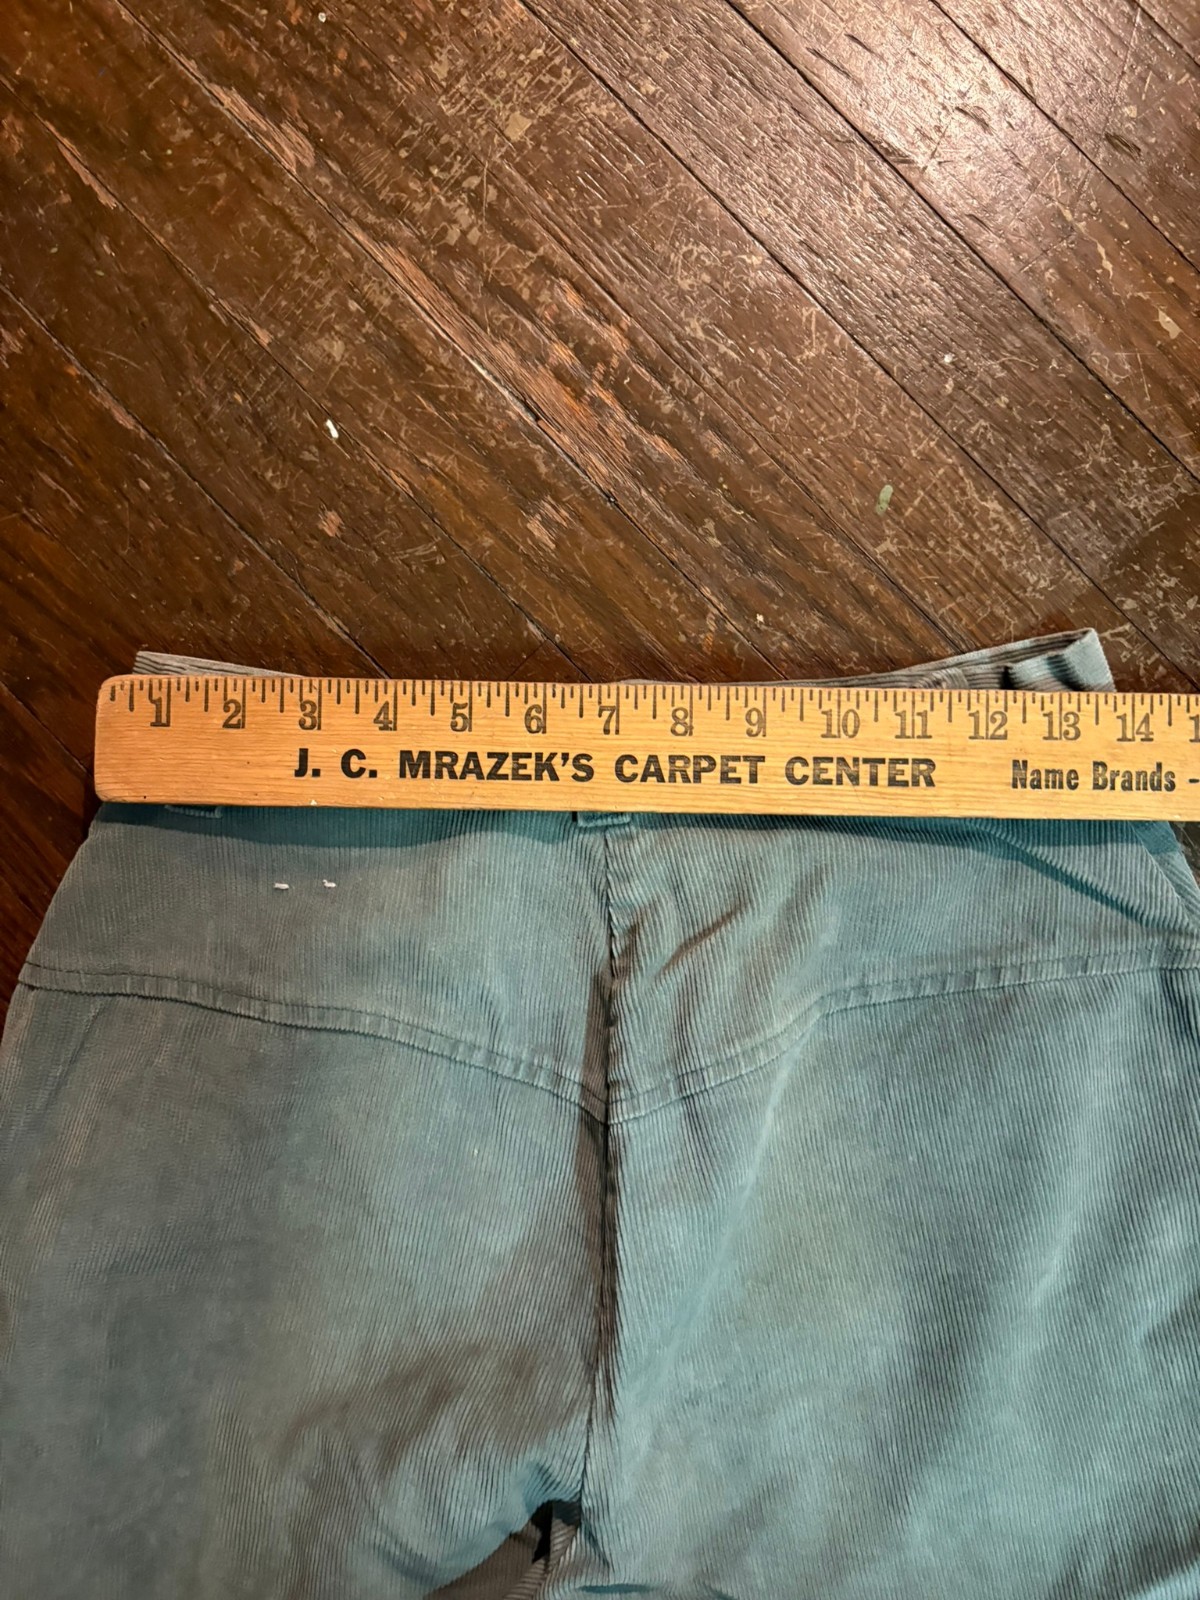 1 2 3 4 5 6 7 8 9 10 11 12 13 14
J. C. MRAZEK'S CARPET CENTER Name Brands -